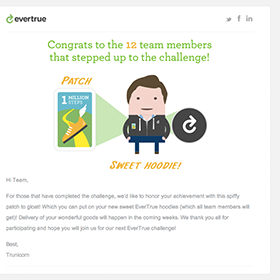 evertrue
Congrats to the 12 team members
that stepped up to the challenge!
PATCH
1 MILLION
STEPS
SWEET HOODIE!
Hi Team,
For those that have completed the challenge, we'd like to honor your achievement with this spiffy
patch to gloat! Which you can put on your new sweet EverTrue hoodies (which all team members will
get)! Delivery of your wonderful goods will happen in the coming weeks. We thank you all for
participating and hope you will join us for our next EverTrue challenge!
Best,
Trunicorn